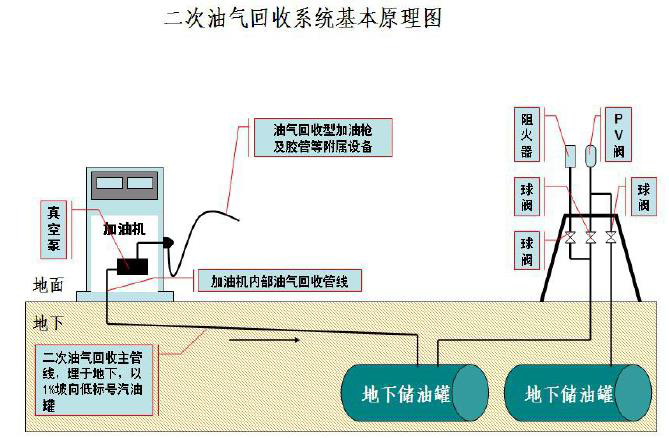 二次油气回收系统基本原理图
阻
火
器
P
V
阀
油气回收型加油枪
及胶管等附属设备
球
阀
球
阀
真
空
泵
加油机
球
阀
地面
加油机内部油气回收管线
地下
二次油气回收主管
线，埋于地下，以
1%坡向低标号汽油
罐
地下储油罐
地下储油罐